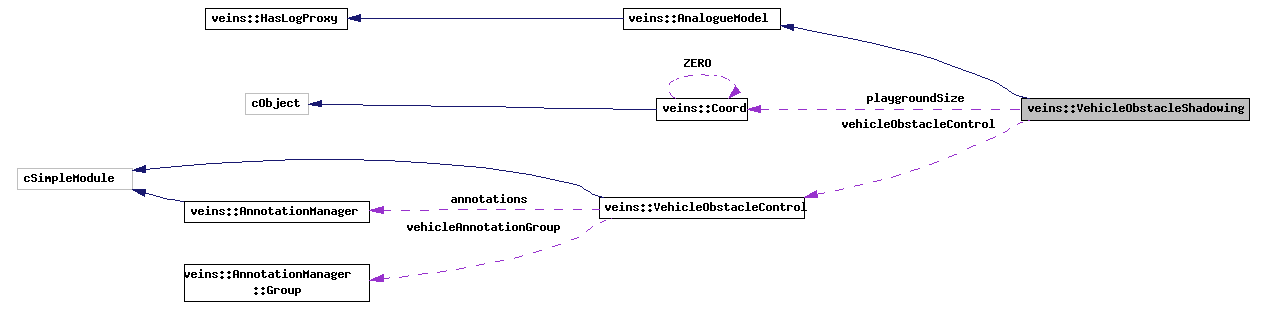 veins::HasLogProxy
veins::AnalogueModel
ZERO
cObject
veins::Coord
playgroundSize
veins::VehicleObstacleShadowing
vehicleObstacleControl
cSimpleModule
annotations
veins::AnnotationManager
veins::VehicleObstacleControl
vehicleAnnotationGroup
veins::AnnotationManager
::Group